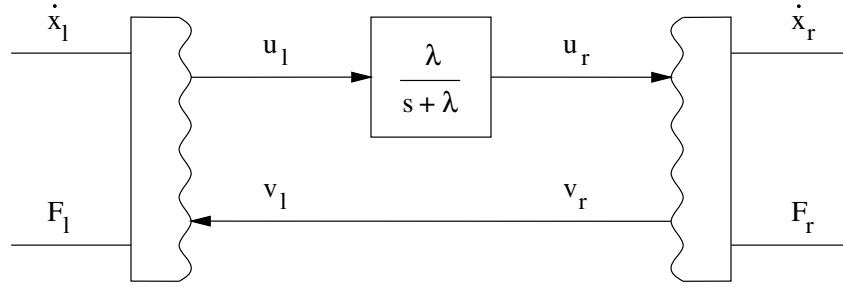 ẋ_l
u_l
λ
s + λ
u_r
ẋ_r
F_l
v_l
v_r
F_r